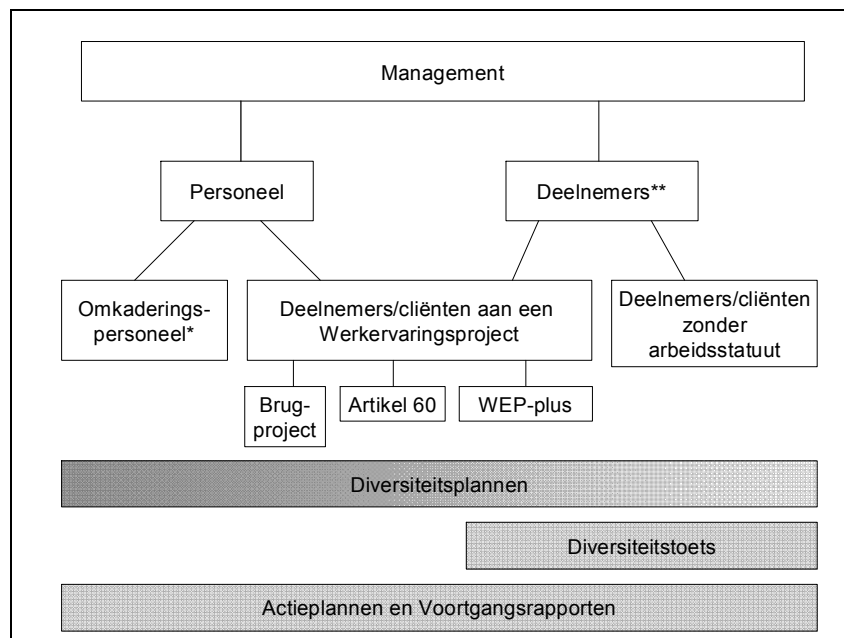 Management
Personeel
Deelnemers**
Omkaderings-
personeel*
Deelnemers/cliënten aan een
Werkervaringsproject
Deelnemers/cliënten
zonder
arbeidsstatuut
Brug-
project
Artikel 60
WEP-plus
Diversiteitsplannen
Diversiteitstoets
Actieplannen en Voortgangsrapporten